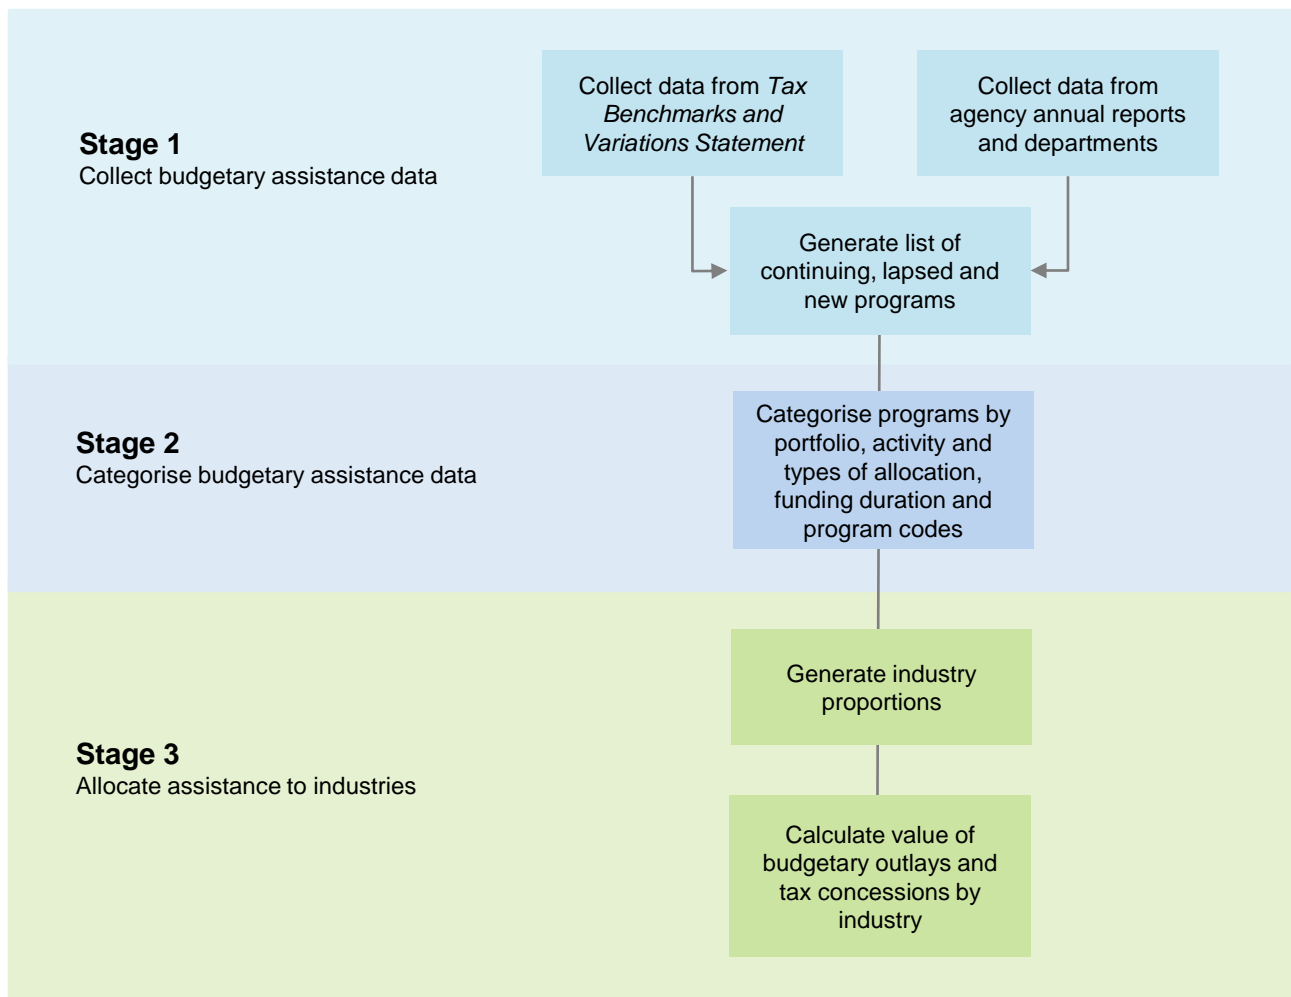 Stage 1
Collect budgetary assistance data
Collect data from Tax
Benchmarks and
Variations Statement
Collect data from
agency annual reports
and departments
Generate list of
continuing, lapsed and
new programs
Stage 2
Categorise budgetary assistance data
Categorise programs by
portfolio, activity and
types of allocation,
funding duration and
program codes
Stage 3
Allocate assistance to industries
Generate industry
proportions
Calculate value of
budgetary outlays and
tax concessions by
industry